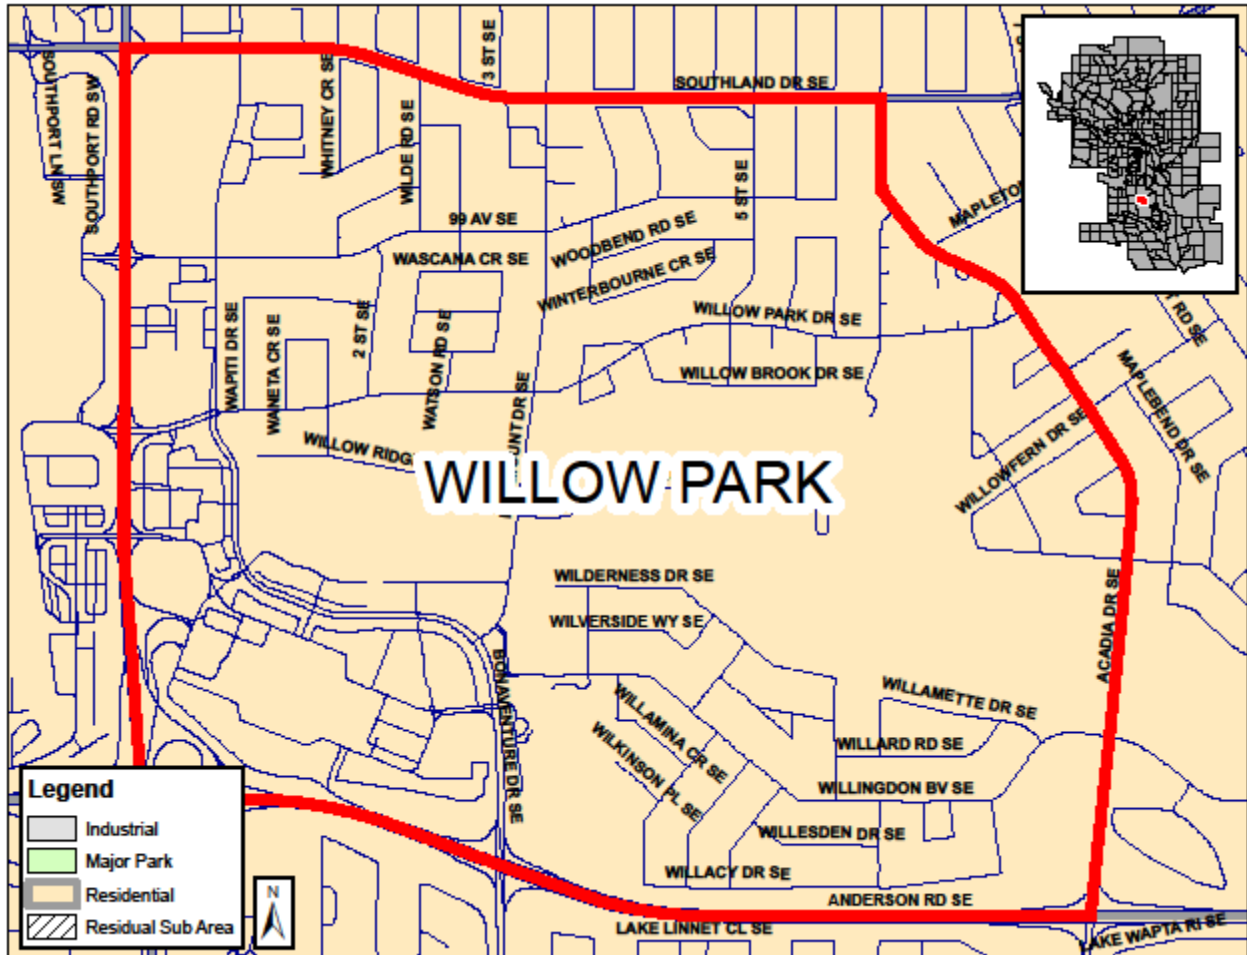 SOUTHPORT LN SW
SOUTHPORT RD SW
WHITNEY CR SE
WILDE RD SE
3 ST SE
SOUTHLAND DR SE
5 ST SE
99 AV SE
WASCANA CR SE
WOODBEND RD SE
WINTERBOURNE CR SE
WILLOW PARK DR SE
WILLOW BROOK DR SE
WAPITI DR SE
WANETA CR SE
2 ST SE
WATSON RD SE
RD SE
MAPLEBEND DR SE
WILLOWFERN DR SE
WILLOW RIDG
DR SE
WILLOW PARK
WILDERNESS DR SE
WILVERSIDE WY SE
BONAVENTURE DR SE
WILLAMINA CR SE
WILKINSON PL SE
WILLAMETTE DR SE
WILLARD RD SE
WILLINGDON BV SE
WILLESDEN DR SE
WILLACY DR SE
ACADIA DR SE
ANDERSON RD SE
LAKE LINNET CL SE
LAKE WAPTA RI SE
Legend
Industrial
Major Park
Residential
Residual Sub Area
N